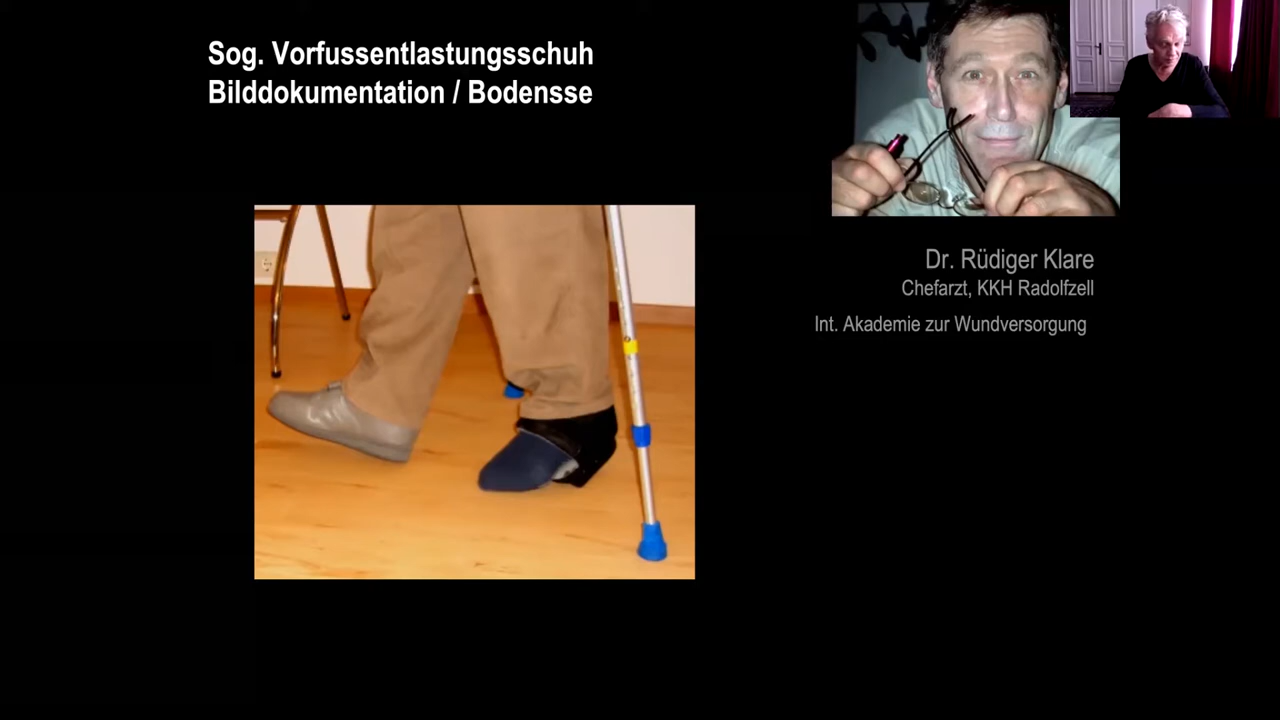 Sog. Vorfussentlastungsschuh
Bilddokumentation / Bodensse
Dr. Rüdiger Klare
Chefarzt, KKH Radolfzell
Int. Akademie zur Wundversorgung